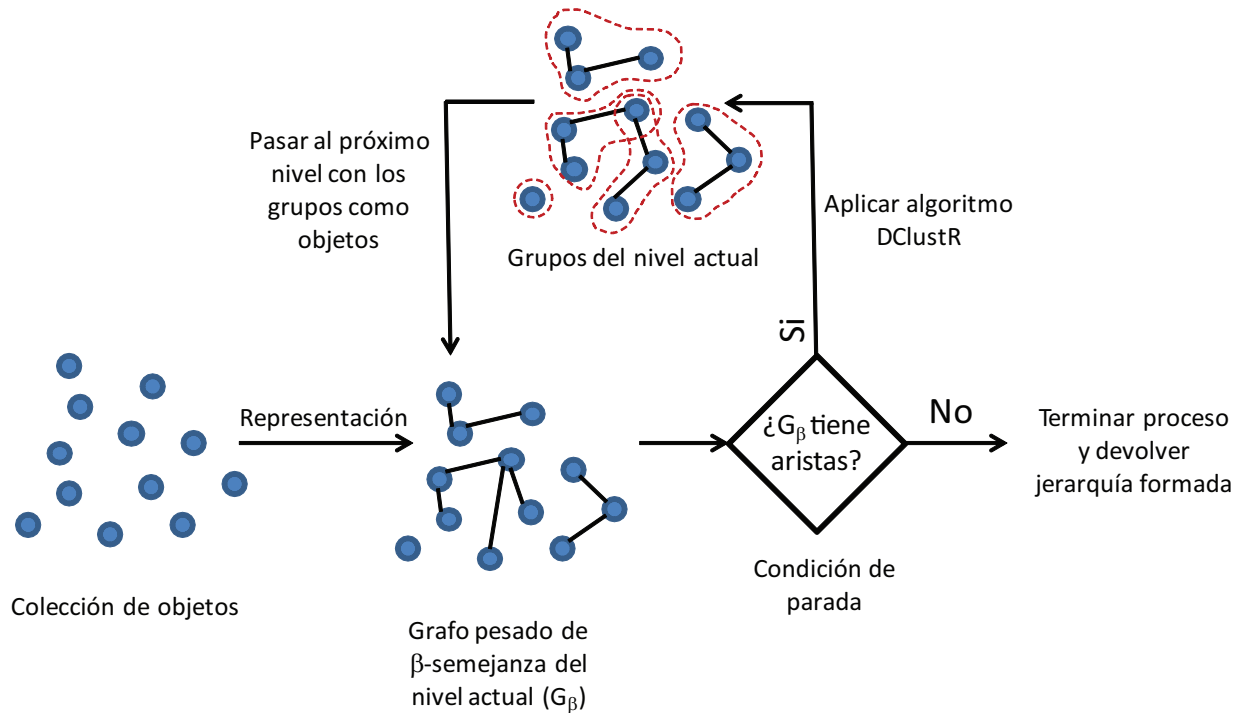 Pasar al próximo
nivel con los
grupos como
objetos
Grupos del nivel actual
Aplicar algoritmo
DClustR
Si
Representación
¿Gβ tiene
aristas?
No
Terminar proceso
y devolver
jerarquía formada
Colección de objetos
Condición de
parada
Grafo pesado de
β-semejanza del
nivel actual (Gβ)